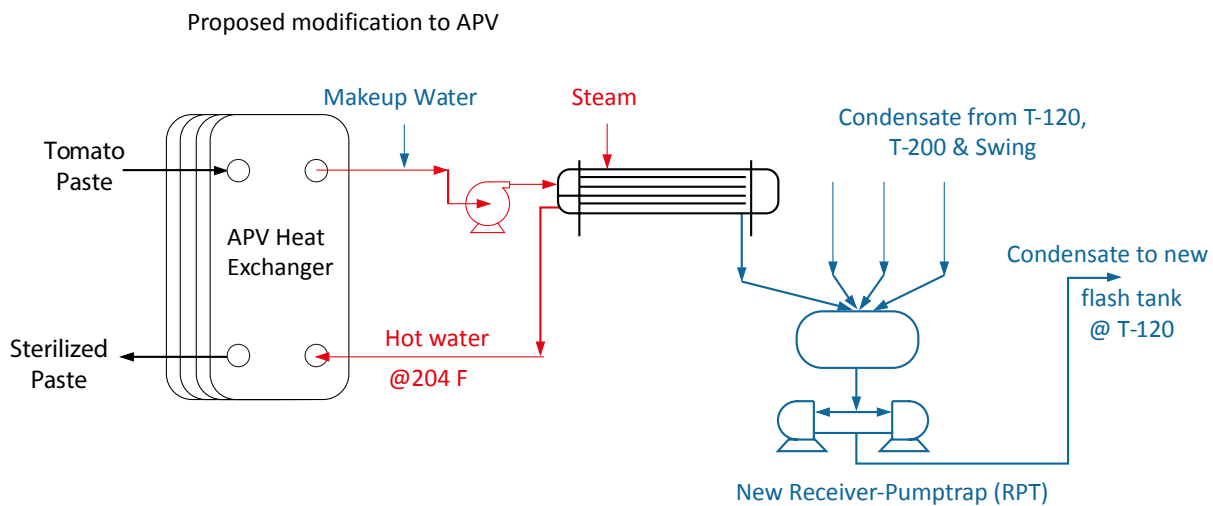 Proposed modification to APV
Makeup Water
Steam
Condensate from T-120,
T-200 & Swing
Tomato
Paste
APV Heat
Exchanger
Condensate to new
flash tank
@ T-120
Hot water
@204 F
Sterilized
Paste
New Receiver-Pumptrap (RPT)